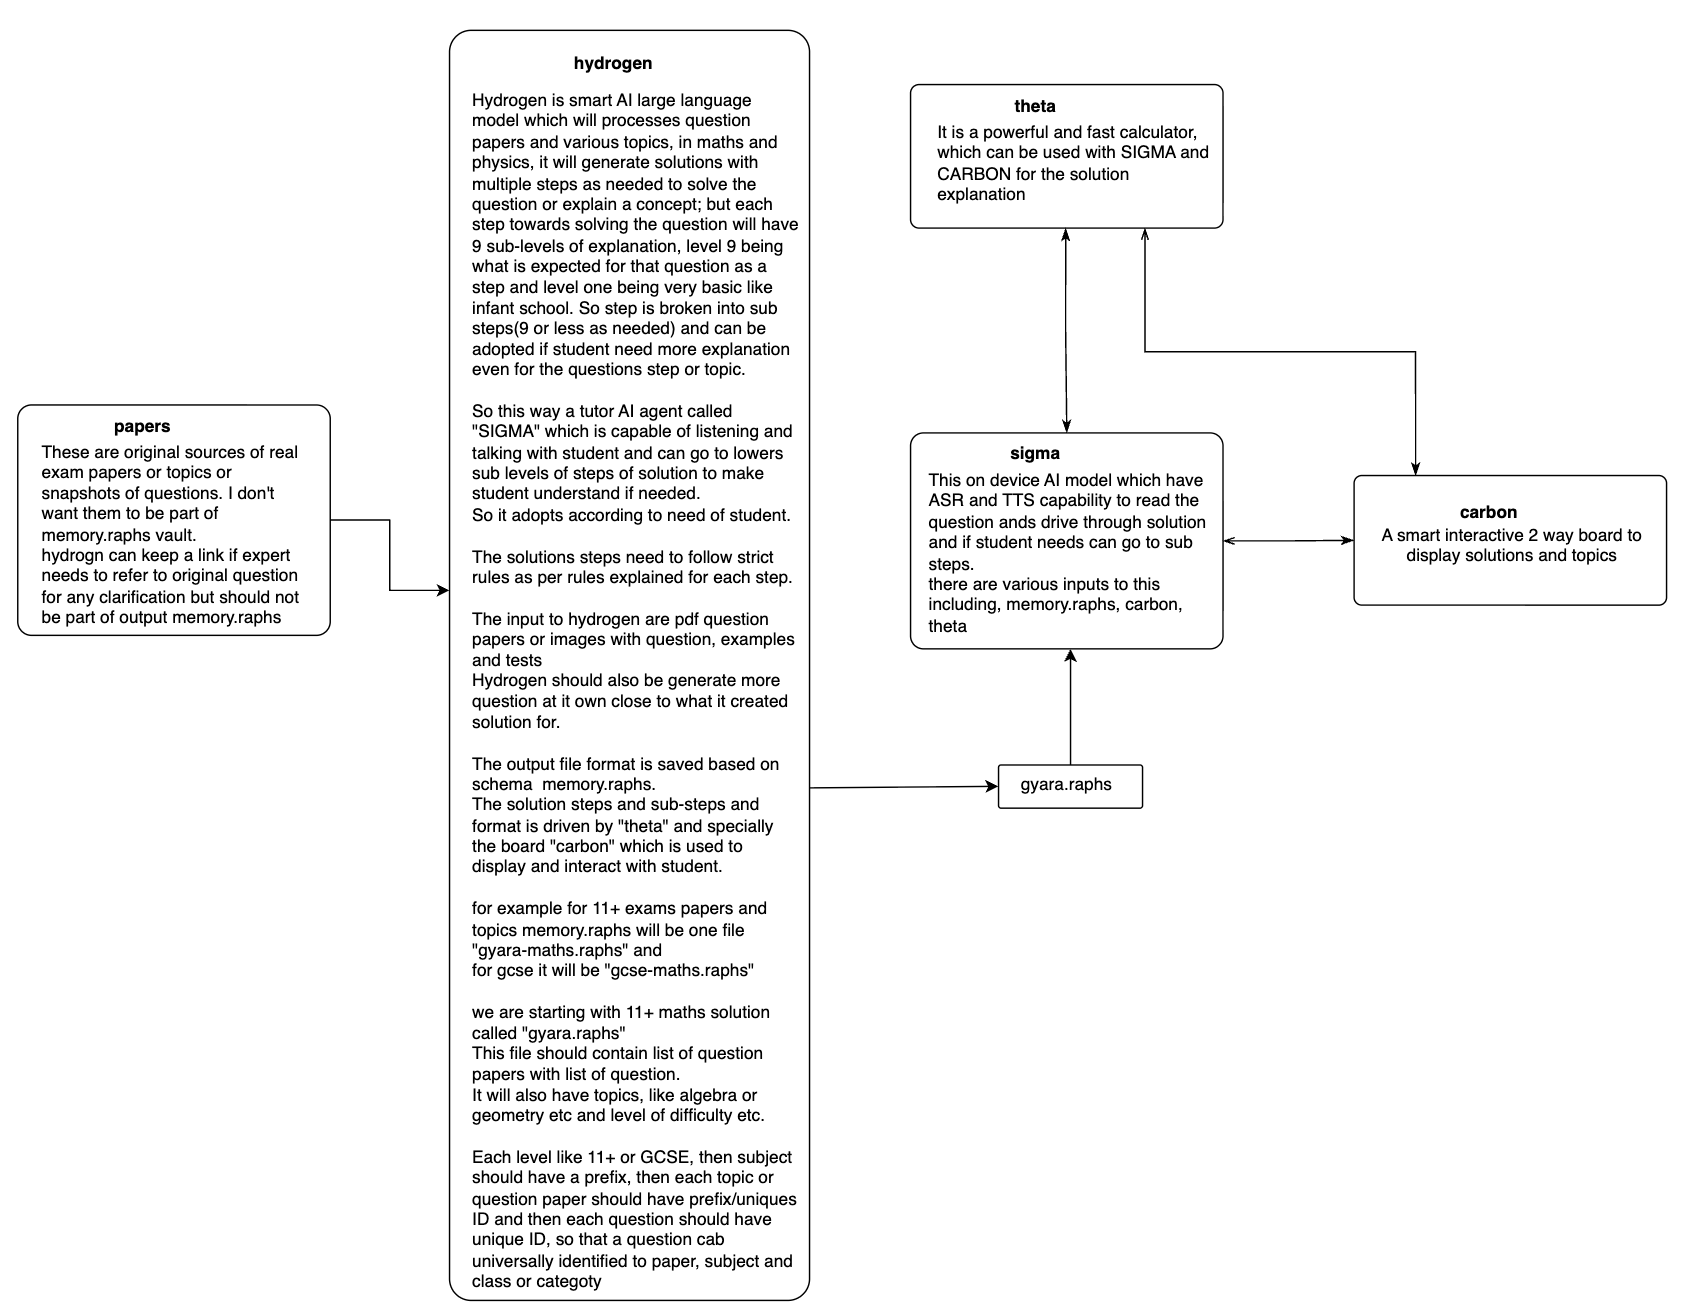 papers
These are original sources of real
exam papers or topics or
snapshots of questions. I don't
want them to be part of
memory.raphs vault.
hydrogn can keep a link if expert
needs to refer to original question
for any clarification but should not
be part of output memory.raphs
hydrogen
Hydrogen is smart AI large language
model which will processes question
papers and various topics, in maths and
physics, it will generate solutions with
multiple steps as needed to solve the
question or explain a concept; but each
step towards solving the question will have
9 sub-levels of explanation, level 9 being
what is expected for that question as a
step and level one being very basic like
infant school. So step is broken into sub
steps(9 or less as needed) and can be
adopted if student need more explanation
even for the questions step or topic.
So this way a tutor AI agent called
"SIGMA" which is capable of listening and
talking with student and can go to lowers
sub levels of steps of solution to make
student understand if needed.
So it adopts according to need of student.
The solutions steps need to follow strict
rules as per rules explained for each step.
The input to hydrogen are pdf question
papers or images with question, examples
and tests
Hydrogen should also be generate more
question at it own close to what it created
solution for.
The output file format is saved based on
schema  memory.raphs.
The solution steps and sub-steps and
format is driven by "theta" and specially
the board "carbon" which is used to
display and interact with student.
for example for 11+ exams papers and
topics memory.raphs will be one file
"gyara-maths.raphs" and
for gcse it will be "gcse-maths.raphs"
we are starting with 11+ maths solution
called "gyara.raphs"
This file should contain list of question
papers with list of question.
It will also have topics, like algebra or
geometry etc and level of difficulty etc.
Each level like 11+ or GCSE, then subject
should have a prefix, then each topic or
question paper should have prefix/uniques
ID and then each question should have
unique ID, so that a question cab
universally identified to paper, subject and
class or categoty
theta
It is a powerful and fast calculator,
which can be used with SIGMA and
CARBON for the solution
explanation
sigma
This on device AI model which have
ASR and TTS capability to read the
question ands drive through solution
and if student needs can go to sub
steps.
there are various inputs to this
including, memory.raphs, carbon,
theta
carbon
A smart interactive 2 way board to
display solutions and topics
gyara.raphs